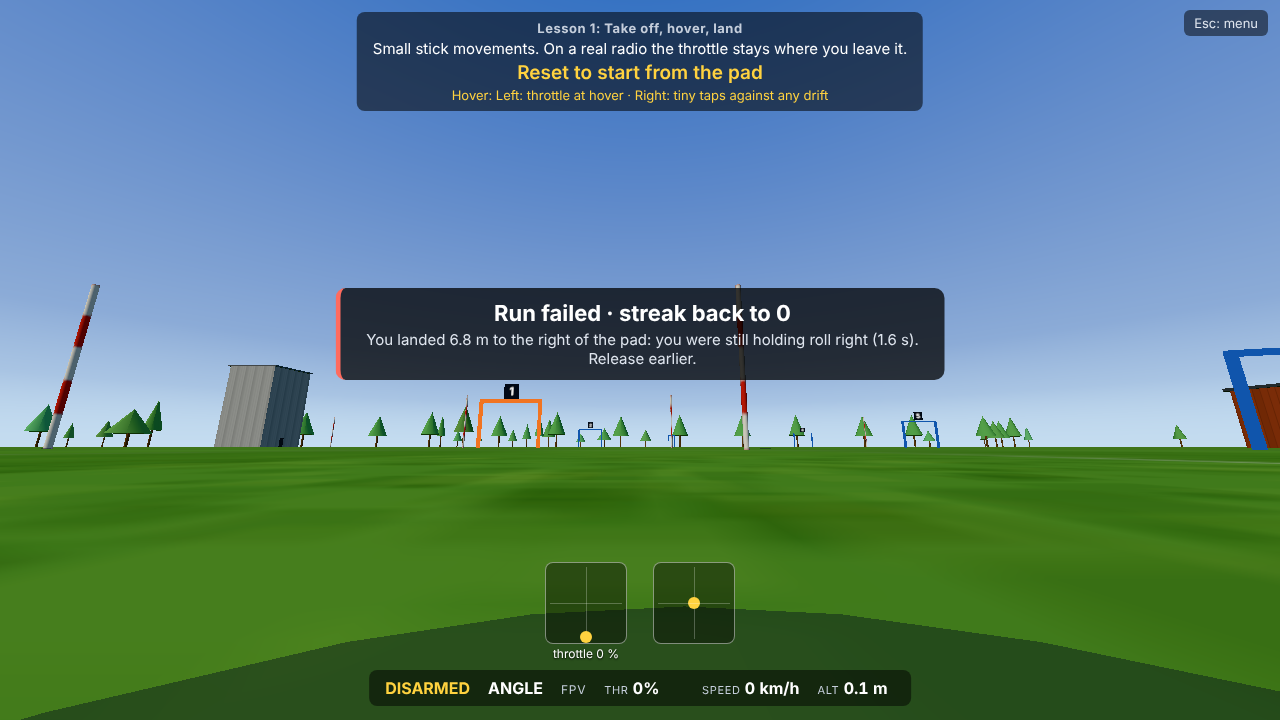 Lesson 1: Take off, hover, land
Esc: menu
Small stick movements. On a real radio the throttle stays where you leave it.
Reset to start from the pad
Hover: Left: throttle at hover · Right: tiny taps against any drift
Run failed · streak back to 0
You landed 6.8 m to the right of the pad: you were still holding roll right (1.6 s).
Release earlier.
1
throttle 0 %
DISARMED ANGLE FPV THR 0% SPEED 0 km/h ALT 0.1 m